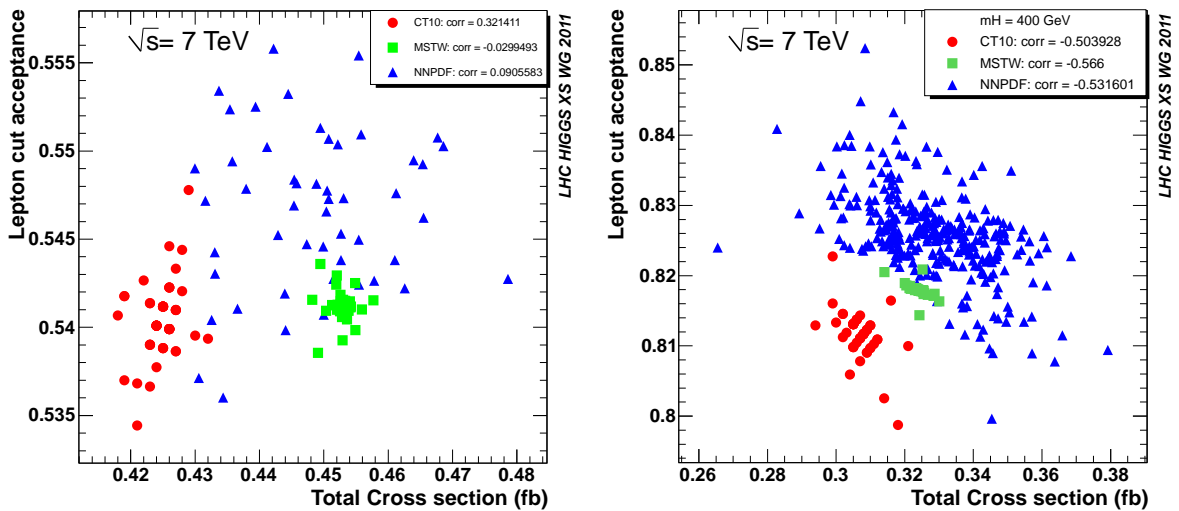 √s= 7 TeV
CT10: corr = 0.321411
MSTW: corr = -0.0299493
NNPDF: corr = 0.0905583
LHC HIGGS XS WG 2011
Lepton cut acceptance
0.555
0.55
0.545
0.54
0.535
0.42 0.43 0.44 0.45 0.46 0.47 0.48
Total Cross section (fb)
√s= 7 TeV
mH = 400 GeV
CT10: corr = -0.503928
MSTW: corr = -0.566
NNPDF: corr = -0.531601
LHC HIGGS XS WG 2011
Lepton cut acceptance
0.85
0.84
0.83
0.82
0.81
0.8
0.26 0.28 0.3 0.32 0.34 0.36 0.38
Total Cross section (fb)